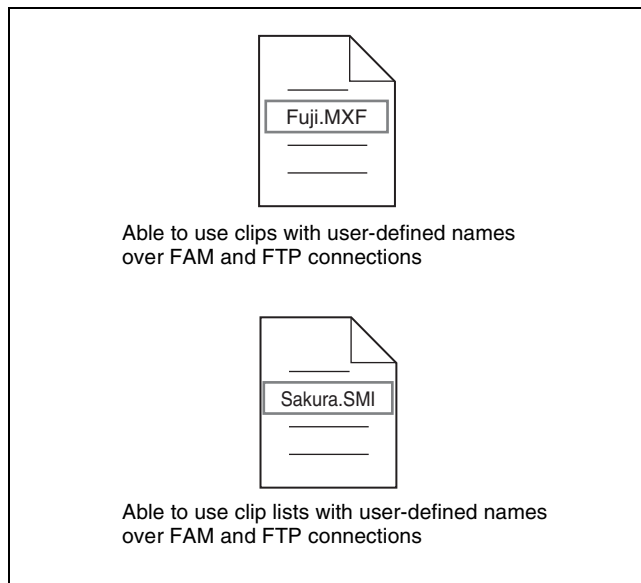 Fuji.MXF
Able to use clips with user-defined names
over FAM and FTP connections
Sakura.SMI
Able to use clip lists with user-defined names
over FAM and FTP connections